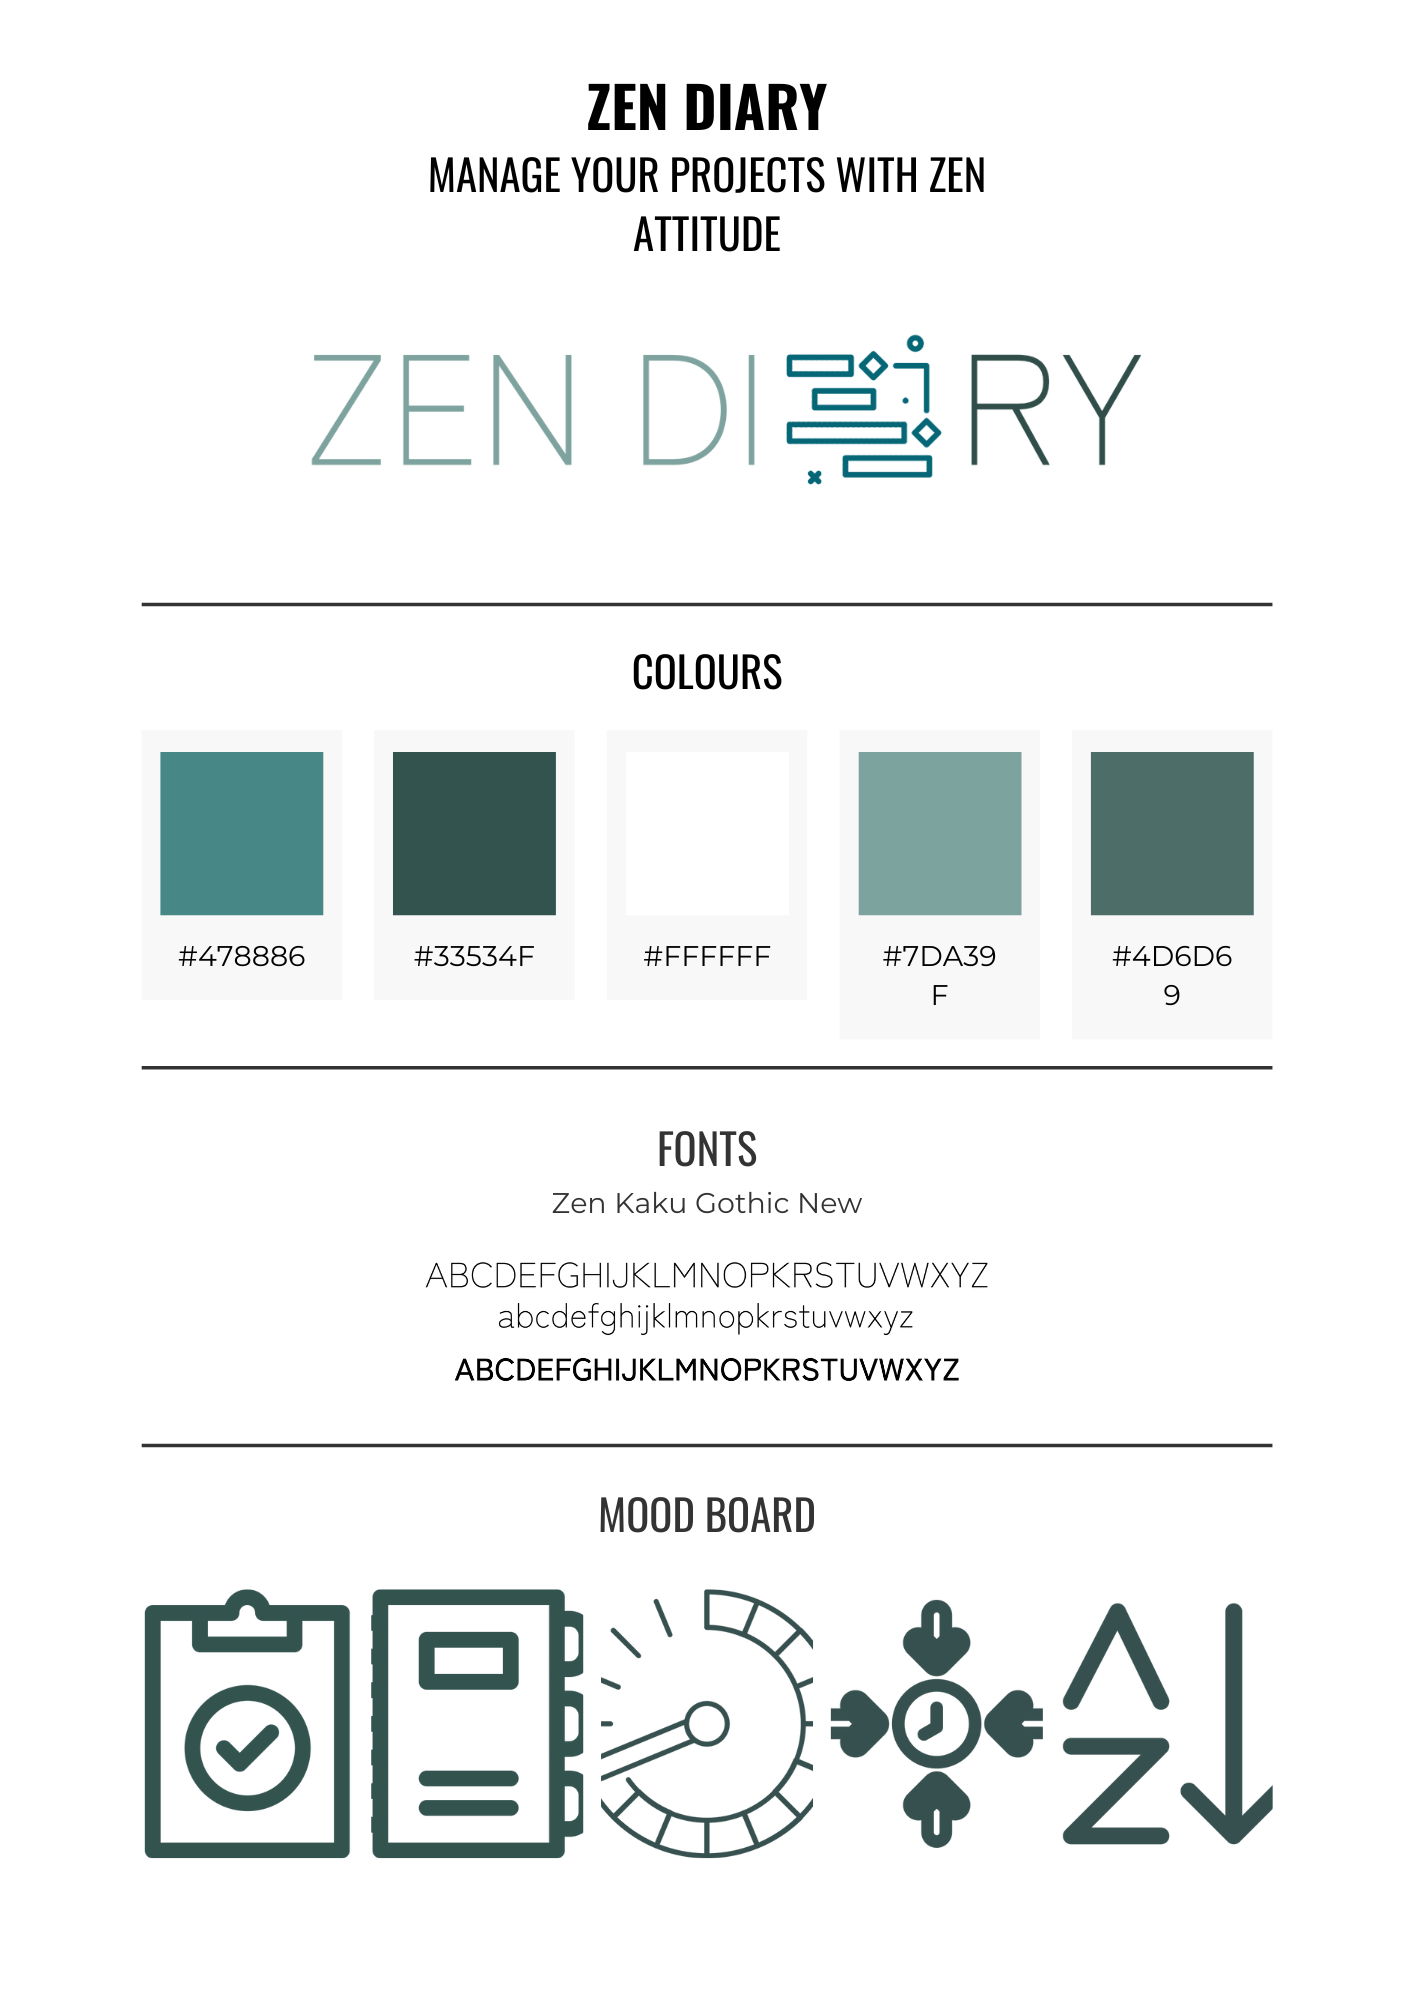 ZEN DIARY
MANAGE YOUR PROJECTS WITH ZEN
ATTITUDE
ZEN DI RY
COLOURS
#478886 #33534F #FFFFFF #7DA39 #4D6D6
F 9
FONTS
Zen Kaku Gothic New
ABCDEFGHIJKLMNOPKRSTUVWXYZ
abcdefghijklmnopkrstuvwxyz
ABCDEFGHIJKLMNOPKRSTUVWXYZ
MOOD BOARD
A
Z